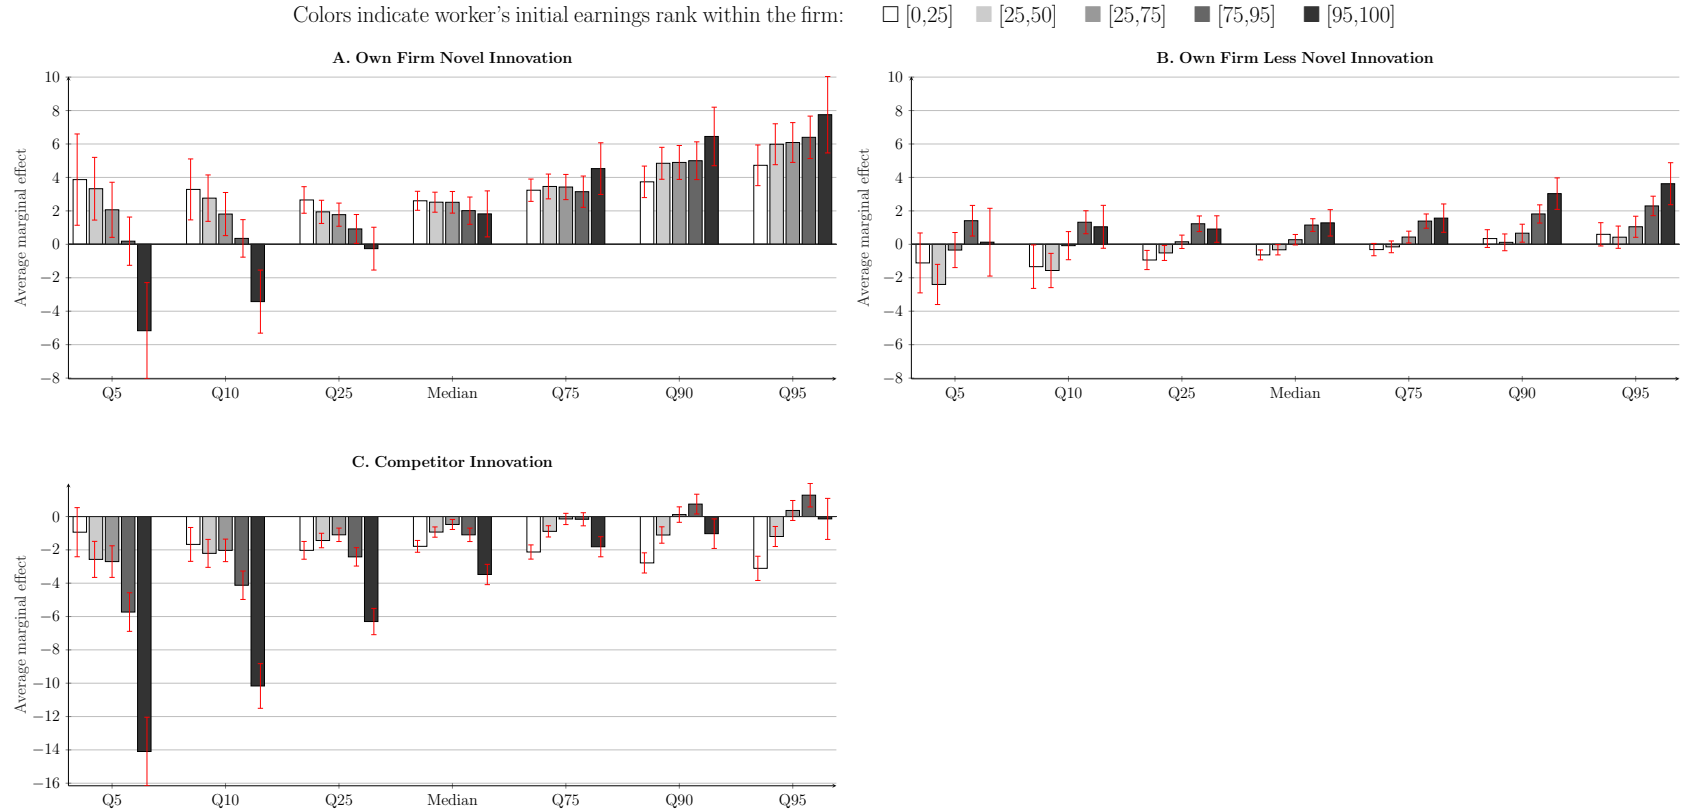 Colors indicate worker's initial earnings rank within the firm: [0,25] [25,50] [25,75] [75,95] [95,100]
A. Own Firm Novel Innovation
Average marginal effect
10
8
6
4
2
0
−2
−4
−6
−8
Q5 Q10 Q25 Median Q75 Q90 Q95
B. Own Firm Less Novel Innovation
Average marginal effect
10
8
6
4
2
0
−2
−4
−6
−8
Q5 Q10 Q25 Median Q75 Q90 Q95
C. Competitor Innovation
Average marginal effect
0
−2
−4
−6
−8
−10
−12
−14
−16
Q5 Q10 Q25 Median Q75 Q90 Q95